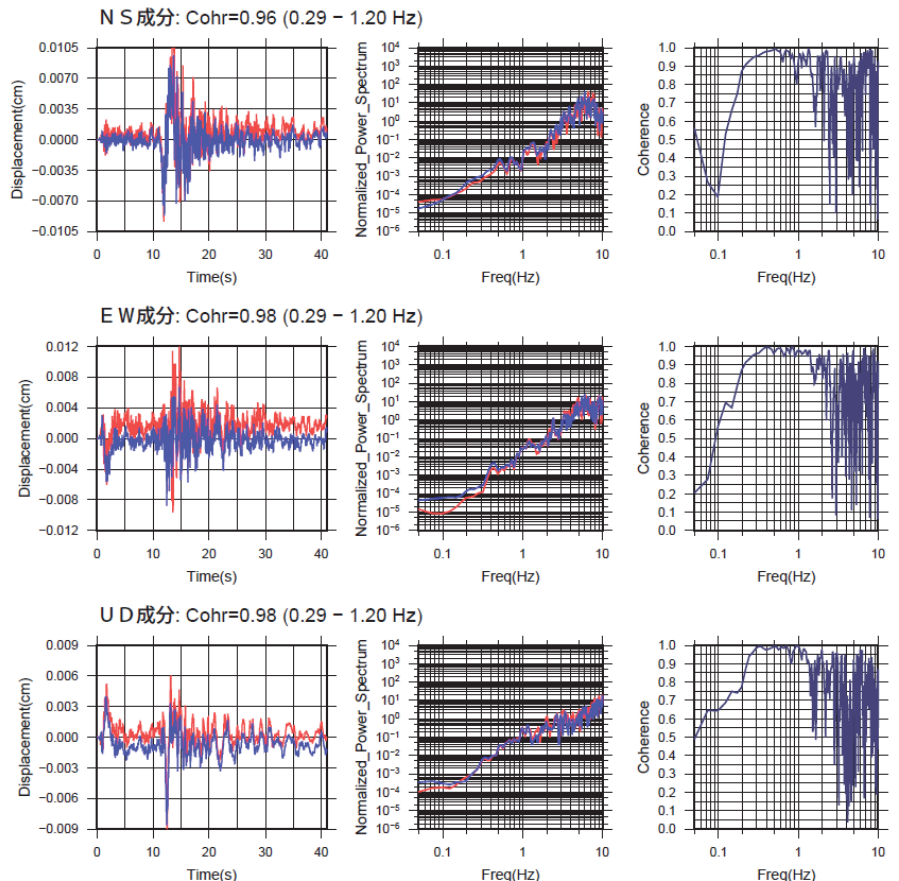 NS成分: Cohr=0.96 (0.29 − 1.20 Hz)
Displacement(cm)
0.0105
0.0070
0.0035
0.0000
−0.0035
−0.0070
−0.0105
0 10 20 30 40
Time(s)
Normalized_Power_Spectrum
10⁴
10³
10²
10¹
10⁰
10⁻¹
10⁻²
10⁻³
10⁻⁴
10⁻⁵
10⁻⁶
0.1 1 10
Freq(Hz)
Coherence
1.0
0.9
0.8
0.7
0.6
0.5
0.4
0.3
0.2
0.1
0.0
0.1 1 10
Freq(Hz)
EW成分: Cohr=0.98 (0.29 − 1.20 Hz)
Displacement(cm)
0.012
0.008
0.004
0.000
−0.004
−0.008
−0.012
0 10 20 30 40
Time(s)
Normalized_Power_Spectrum
10⁴
10³
10²
10¹
10⁰
10⁻¹
10⁻²
10⁻³
10⁻⁴
10⁻⁵
10⁻⁶
0.1 1 10
Freq(Hz)
Coherence
1.0
0.9
0.8
0.7
0.6
0.5
0.4
0.3
0.2
0.1
0.0
0.1 1 10
Freq(Hz)
UD成分: Cohr=0.98 (0.29 − 1.20 Hz)
Displacement(cm)
0.009
0.006
0.003
0.000
−0.003
−0.006
−0.009
0 10 20 30 40
Time(s)
Normalized_Power_Spectrum
10⁴
10³
10²
10¹
10⁰
10⁻¹
10⁻²
10⁻³
10⁻⁴
10⁻⁵
10⁻⁶
0.1 1 10
Freq(Hz)
Coherence
1.0
0.9
0.8
0.7
0.6
0.5
0.4
0.3
0.2
0.1
0.0
0.1 1 10
Freq(Hz)